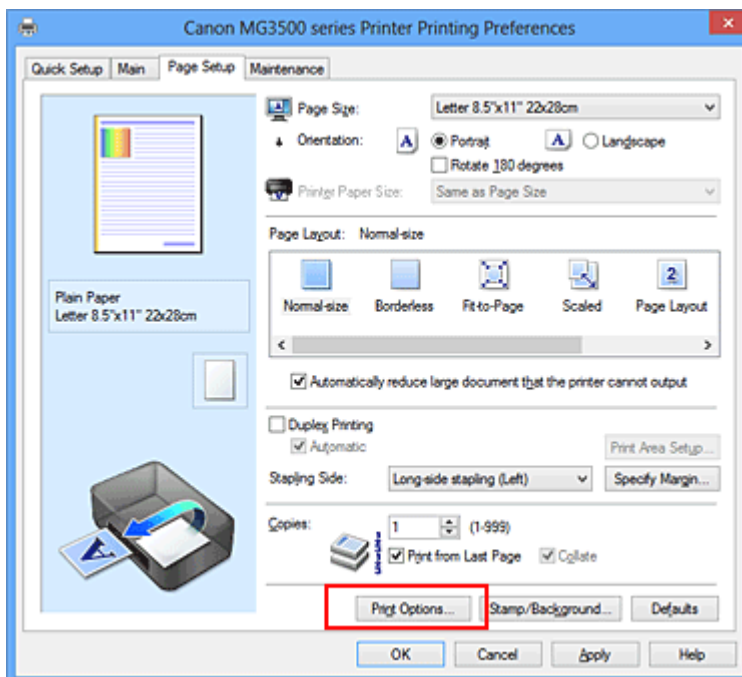 Canon MG3500 series Printer Printing Preferences
Quick Setup Main Page Setup Maintenance
Page Size: Letter 8.5"x11" 22x28cm
Orientation: A Portrait A Landscape
Rotate 180 degrees
Printer Paper Size: Same as Page Size
Page Layout: Normal-size
2
Normal-size Borderless Fit-to-Page Scaled Page Layout
Plain Paper
Letter 8.5"x11" 22x28cm
Automatically reduce large document that the printer cannot output
Duplex Printing
Automatic Print Area Setup...
Stapling Side: Long-side stapling (Left) Specify Margin...
Copies: 1 (1-999)
Print from Last Page Collate
A
Print Options... Stamp/Background... Defaults
OK Cancel Apply Help